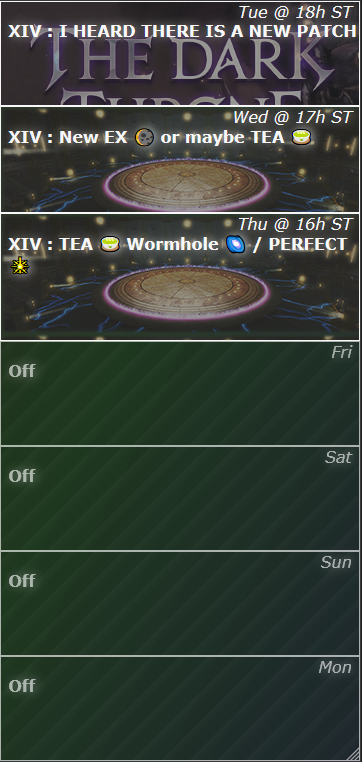 Tue @ 18h ST
XIV : I HEARD THERE IS A NEW PATCH
THE DARK
THRONE
Wed @ 17h ST
XIV : New EX 🌕 or maybe TEA 🍵
Thu @ 16h ST
XIV : TEA 🍵 Wormhole 🌀 / PERFECT
Fri
Off
Sat
Off
Sun
Off
Mon
Off